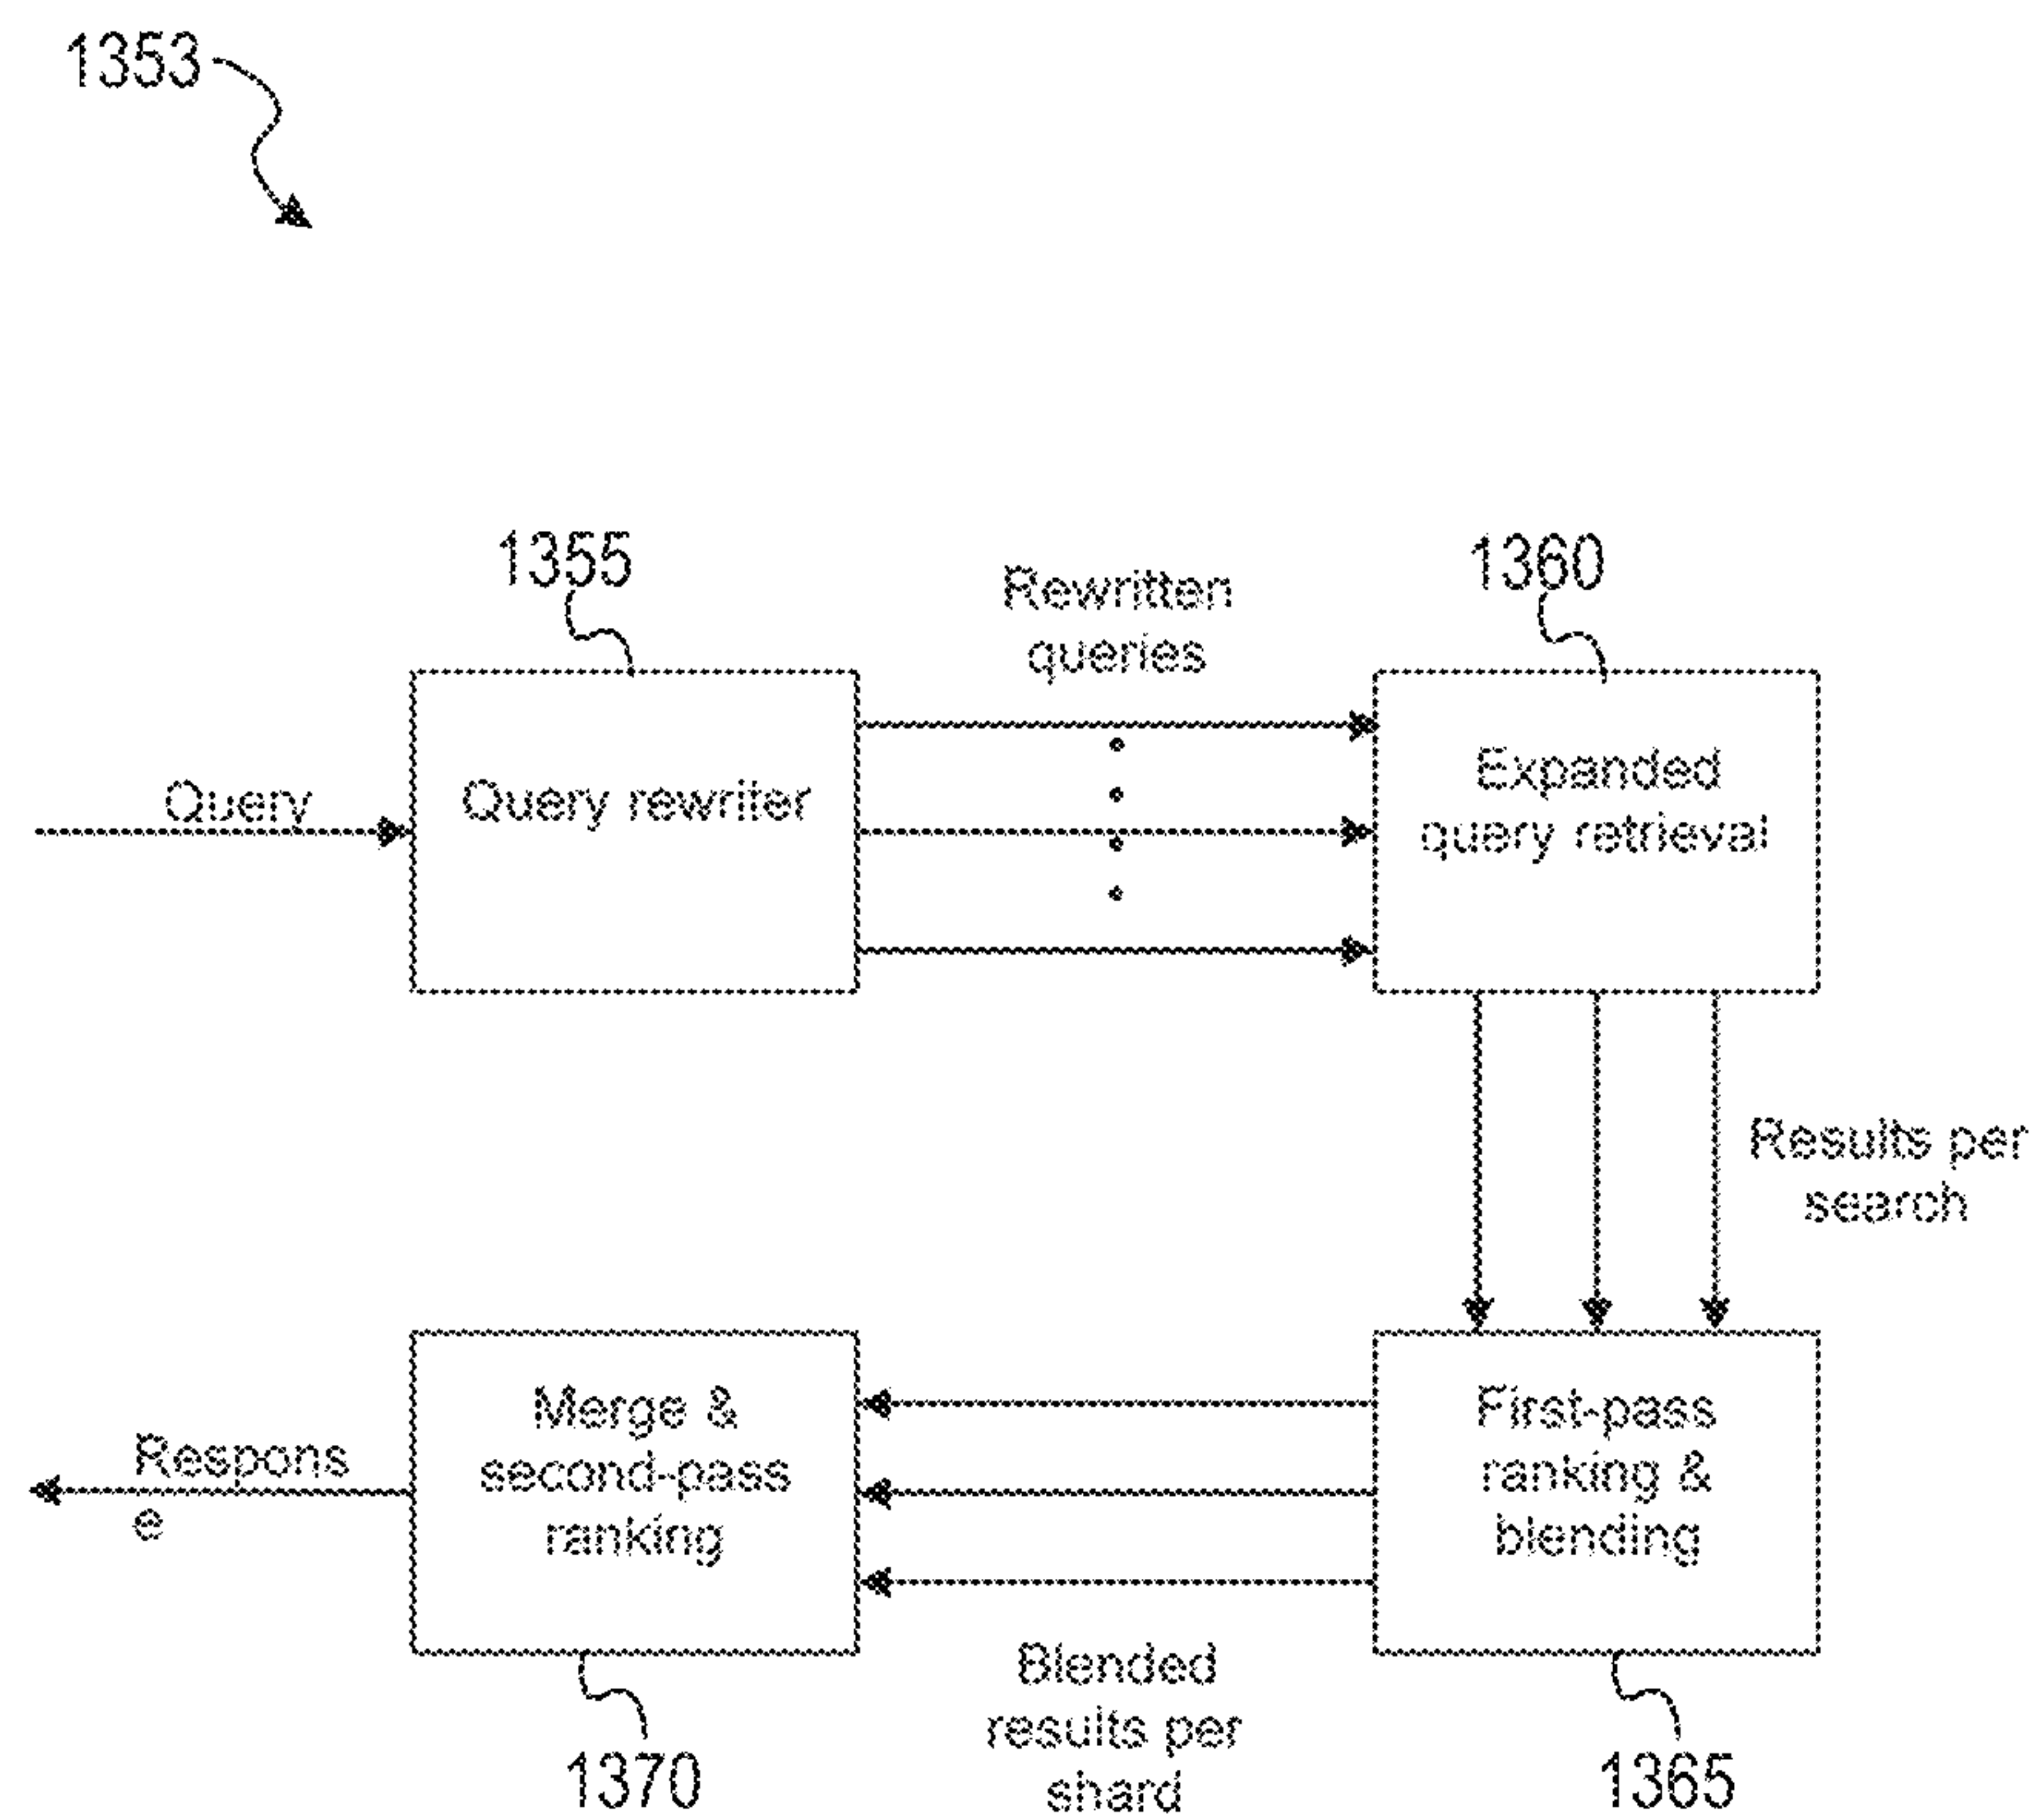 1353
1355
Rewritten
queries
1360
Query
Query rewriter
Expanded
query retrieval
Results per
search
Respons
e
Merge &
second-pass
ranking
First-pass
ranking &
blending
Blended
results per
shard
1370
1365